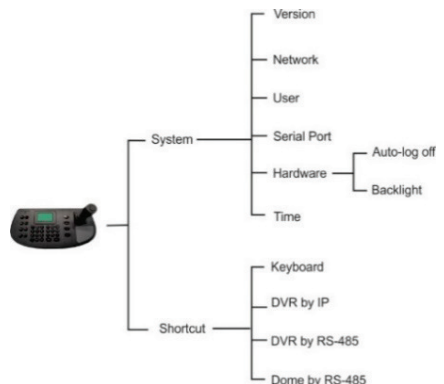 Version
Network
User
System
Serial Port
Auto-log off
Hardware
Backlight
Time
Keyboard
DVR by IP
Shortcut
DVR by RS-485
Dome by RS-485